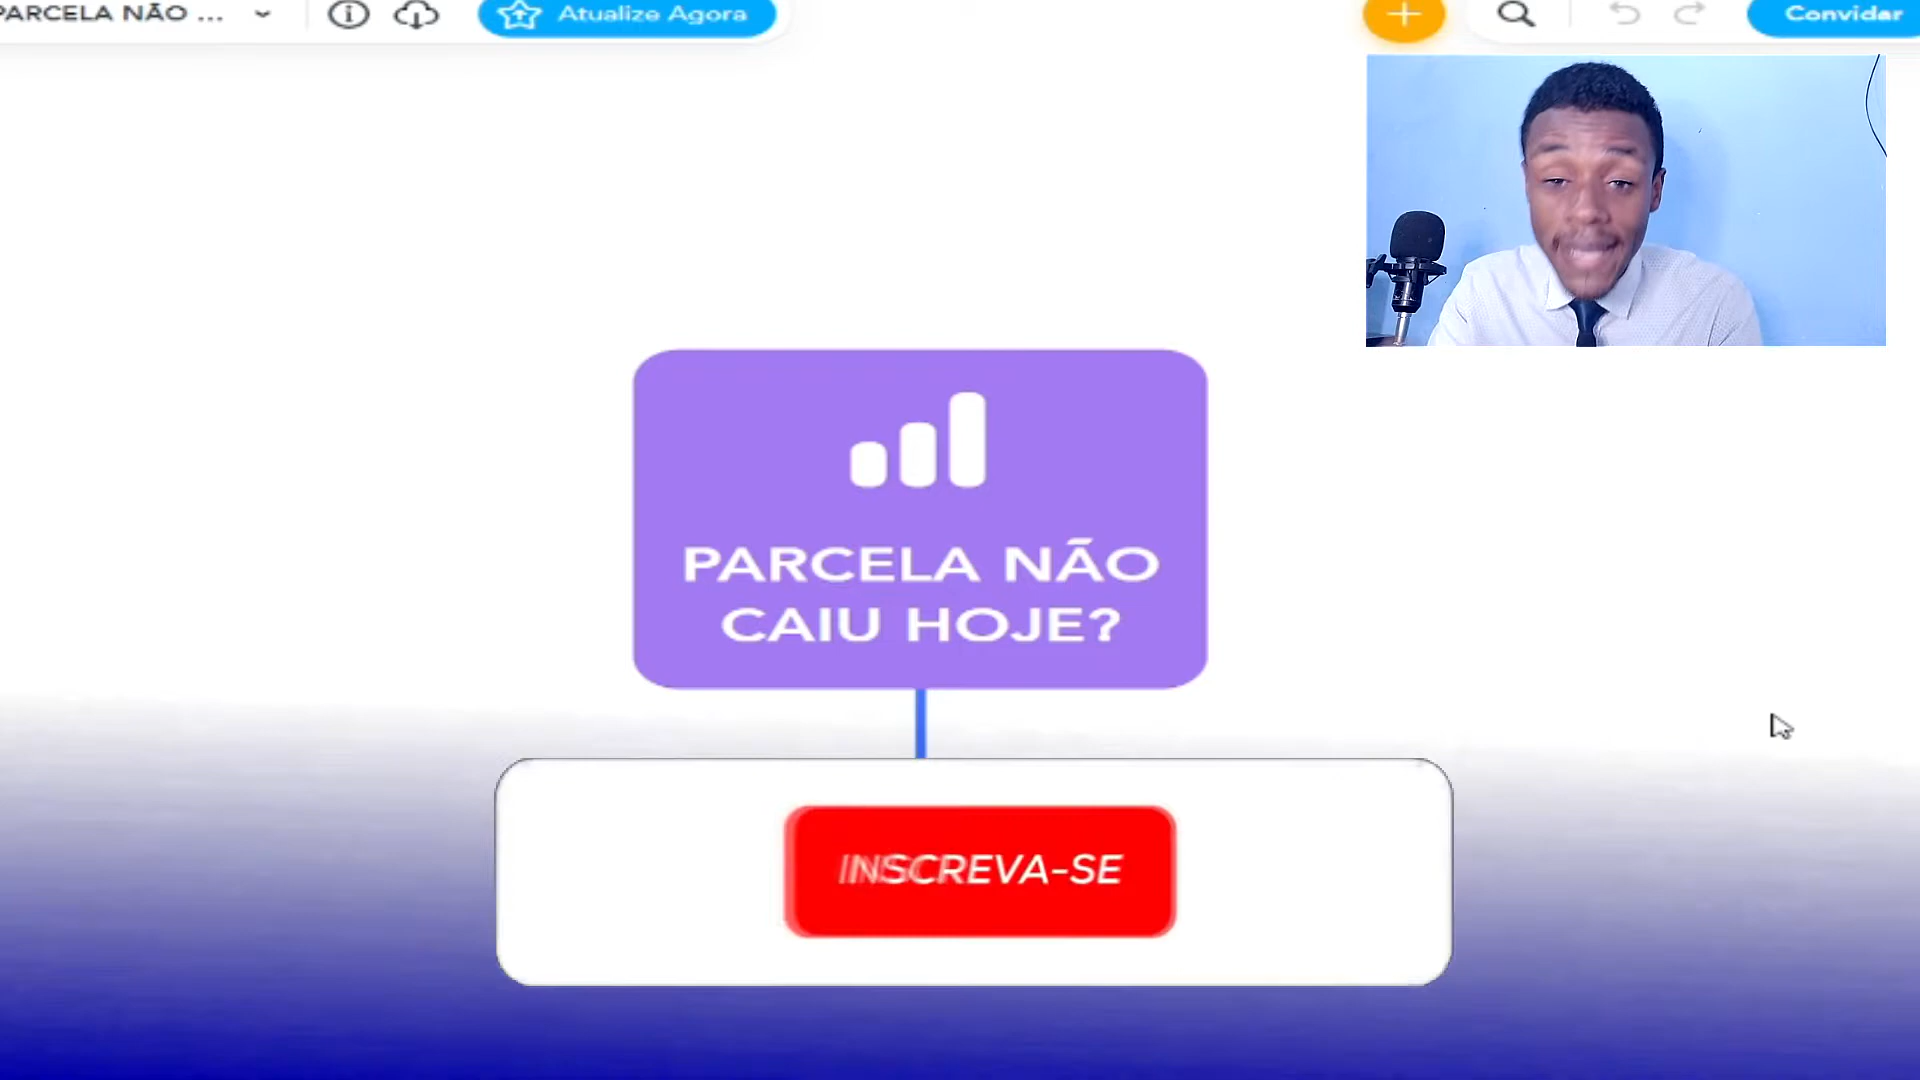 PARCELA NÃO ...
Atualize Agora
Convidar
PARCELA NÃO
CAIU HOJE?
INSCREVA-SE